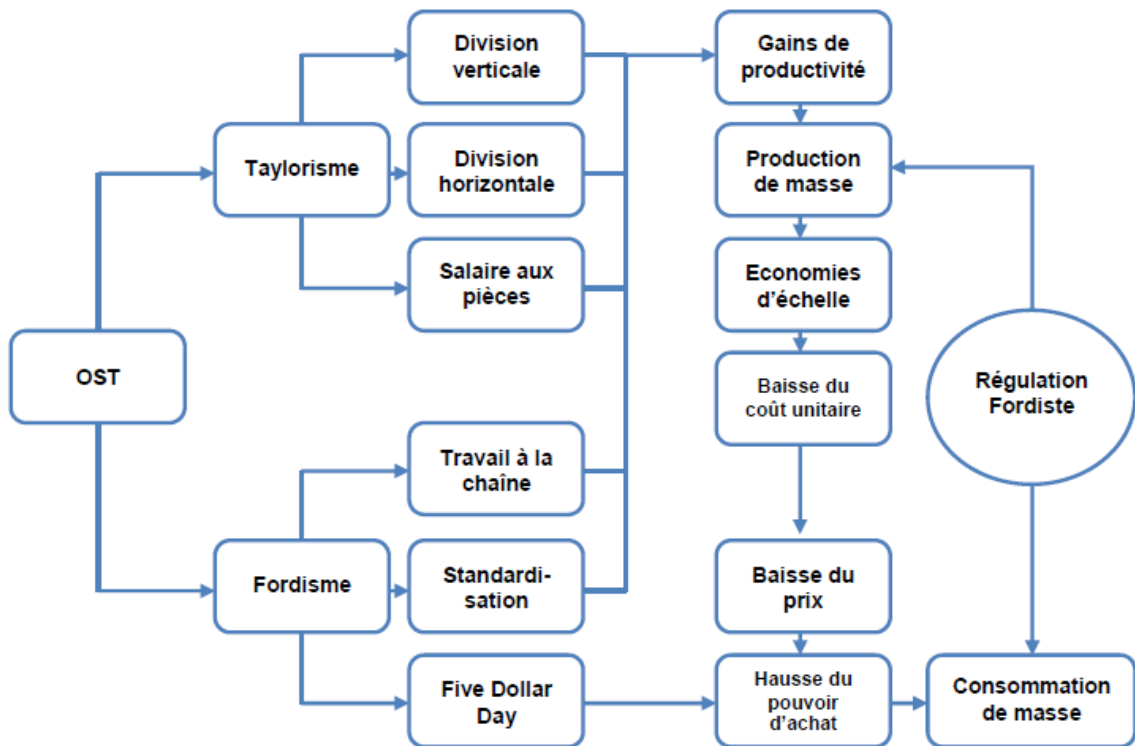 Division
verticale
Gains de
productivité
Taylorisme
Division
horizontale
Production
de masse
Salaire aux
pièces
Economies
d'échelle
OST
Baisse du
coût unitaire
Régulation
Fordiste
Travail à la
chaîne
Fordisme
Standardi-
sation
Baisse du
prix
Five Dollar
Day
Hausse du
pouvoir
d'achat
Consommation
de masse